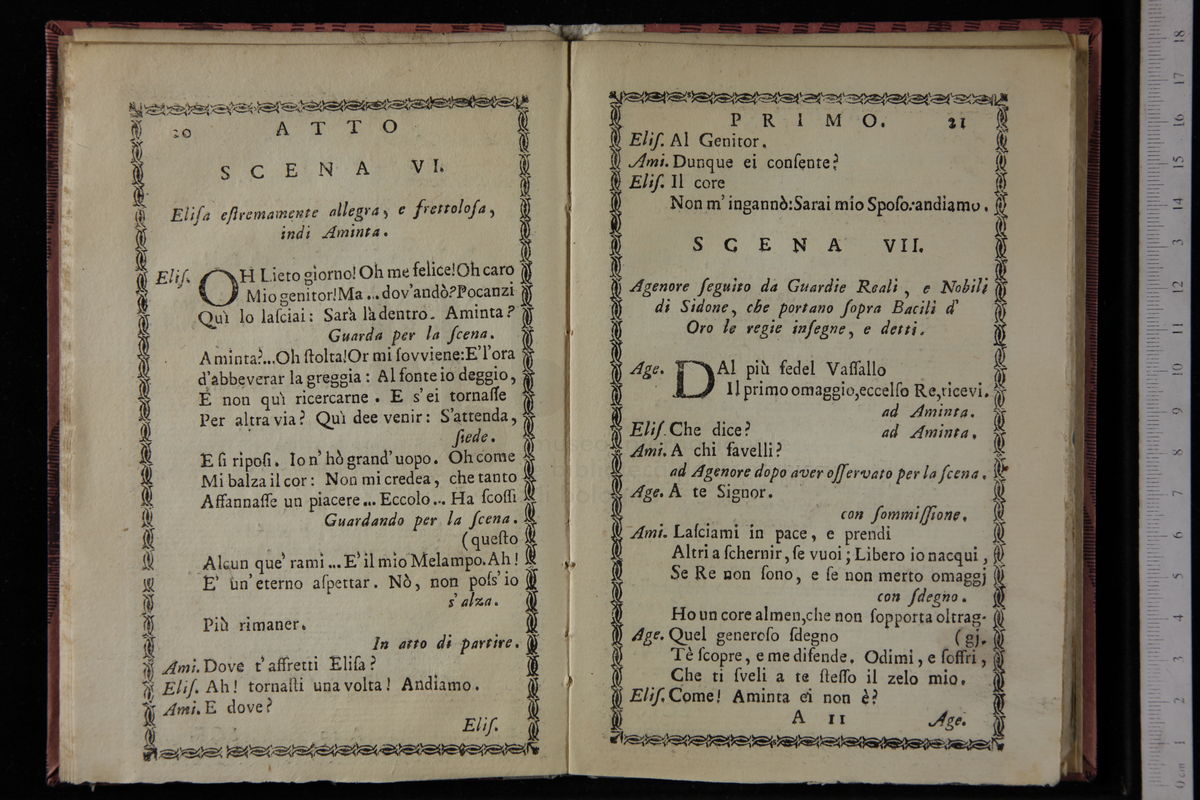 20 ATTO
SCENA VI.
Eliſa eſtremamente allegra, e frettoloſa,
indi Aminta.
Eliſ. OH Lieto giorno! Oh me felice! Oh caro
Mio genitor! Ma... dov'andò? Pocanzi
Quì lo laſciai: Sarà là dentro. Aminta?
Guarda per la ſcena.
Aminta?... Oh ſtolta! Or mi ſovviene: E' l'ora
d'abbeverar la greggia: Al fonte io deggio,
E non quì ricercarne. E s'ei tornaſſe
Per altra via? Quì dee venir: S'attenda,
ſiede.
E ſi ripoſi. Io n' hò grand'uopo. Oh come
Mi balza il cor: Non mi credea, che tanto
Affannaſſe un piacere... Eccolo... Ha ſcoſſi
Guardando per la ſcena.
(queſto
Alcun que' rami... E' il mio Melampo. Ah!
E' un'eterno aſpettar. Nò, non poſs'io
s'alza.
Più rimaner.
In atto di partire.
Ami. Dove t'affretti Eliſa?
Eliſ. Ah! tornaſti una volta! Andiamo.
Ami. E dove?
Eliſ.
PRIMO. 21
Eliſ. Al Genitor.
Ami. Dunque ei conſente?
Eliſ. Il core
Non m'ingannò: Sarai mio Spoſo: andiamo.
SCENA VII.
Agenore ſeguito da Guardie Reali, e Nobili
di Sidone, che portano ſopra Bacili d'
Oro le regie inſegne, e detti.
Age. DAl più fedel Vaſſallo
Il primo omaggio, eccelſo Re, ricevi.
ad Aminta.
Eliſ. Che dice? ad Aminta.
Ami. A chi favelli?
ad Agenore dopo aver oſſervato per la ſcena.
Age. A te Signor.
con ſommiſſione.
Ami. Laſciami in pace, e prendi
Altri a ſchernir, ſe vuoi; Libero io nacqui,
Se Re non ſono, e ſe non merto omaggj
con ſdegno.
Ho un core almen, che non ſopporta oltrag-
Age. Quel generoſo ſdegno (gj.
Tè ſcopre, e me difende. Odimi, e ſoffri,
Che ti ſveli a te ſteſſo il zelo mio.
Eliſ. Come! Aminta ei non è?
A 11 Age.